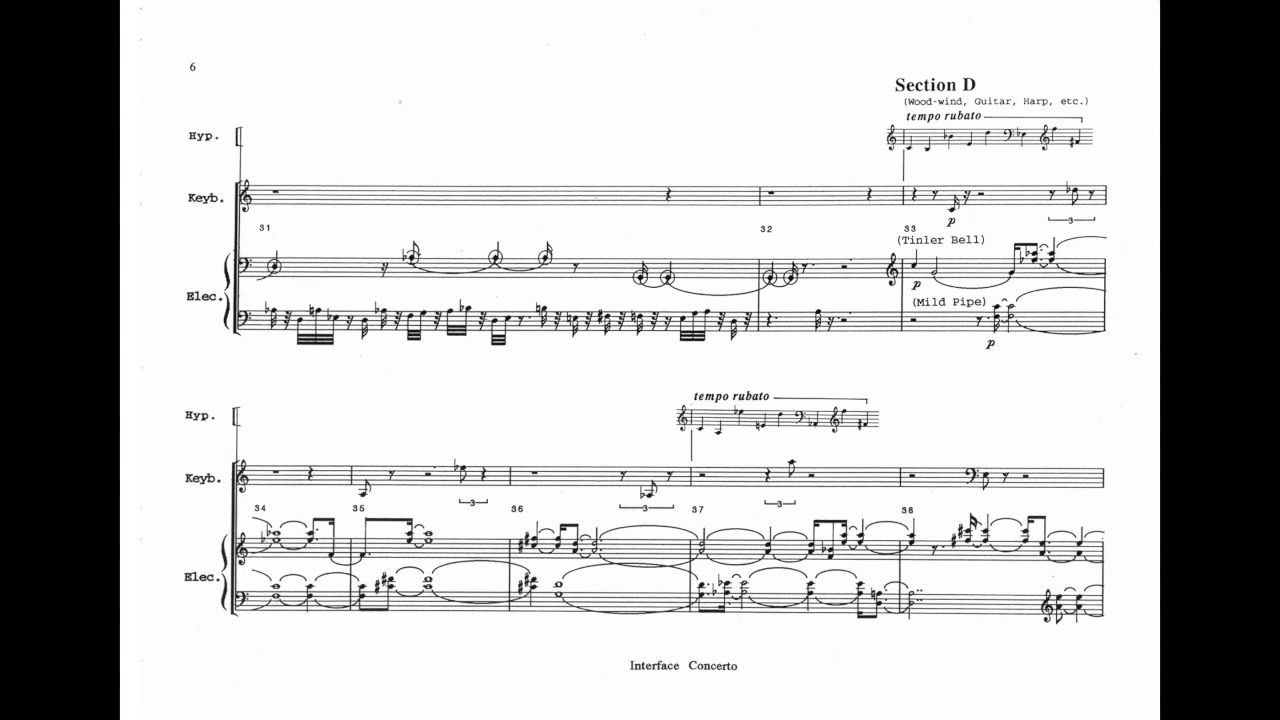 6
Section D
(Wood-wind, Guitar, Harp, etc.)
tempo rubato
Hyp.
Keyb.
p
3
31
32
33
(Tinler Bell)
p
Elec.
(Mild Pipe)
p
tempo rubato
Hyp.
Keyb.
3
3
3
34
35
36
37
38
Elec.
Interface Concerto